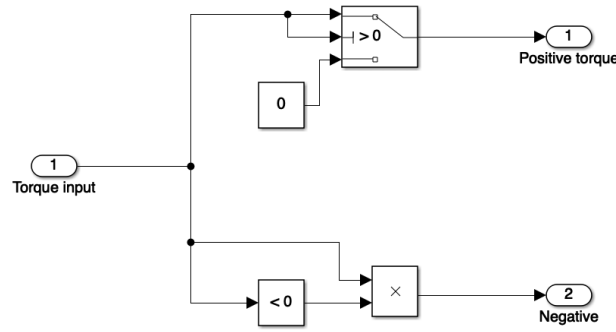 1
Torque input
> 0
0
1
Positive torque
< 0
×
2
Negative